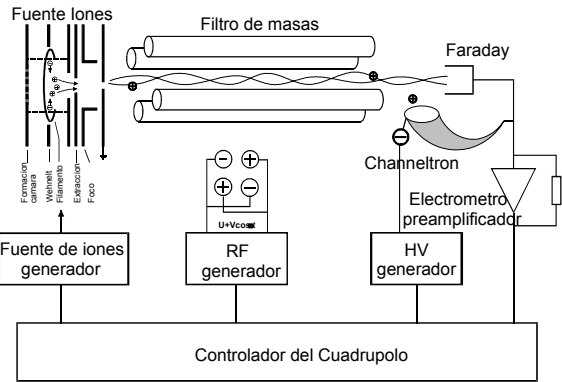 Fuente Iones
Filtro de masas
Faraday
Formacion
camara
Wehnelt
Filamento
Extraccion
Foco
Channeltron
Electrometro
preamplificador
Fuente de iones
generador
RF
generador
HV
generador
Controlador del Cuadrupolo